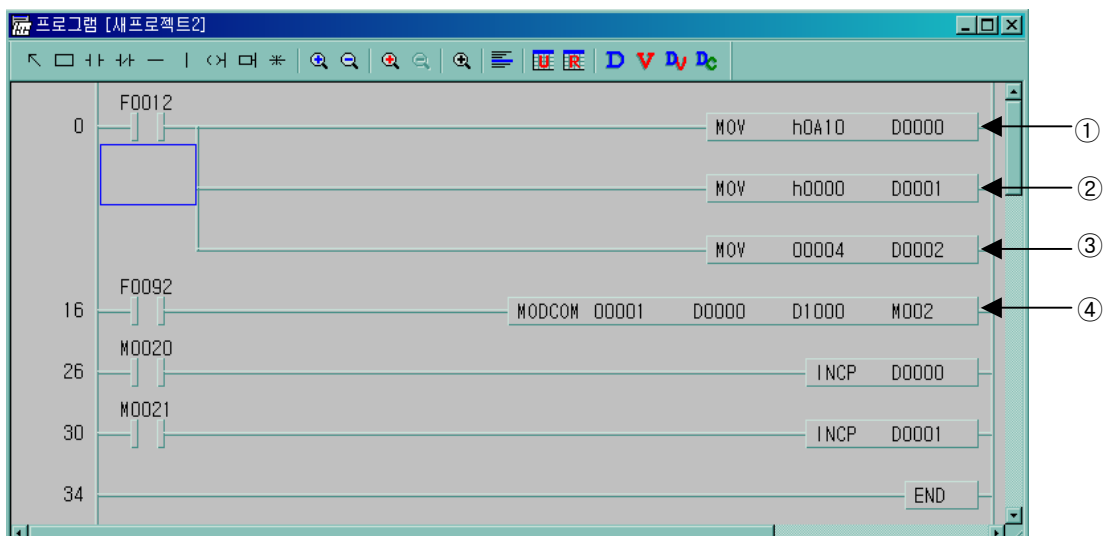 프로그램 [새프로젝트2]
U R D V DV DC
F0012
0 MOV h0A10 D0000 ①
MOV h0000 D0001 ②
MOV 00004 D0002 ③
F0092
16 MODCOM 00001 D0000 D1000 M002 ④
M0020
26 INCP D0000
M0021
30 INCP D0001
34 END